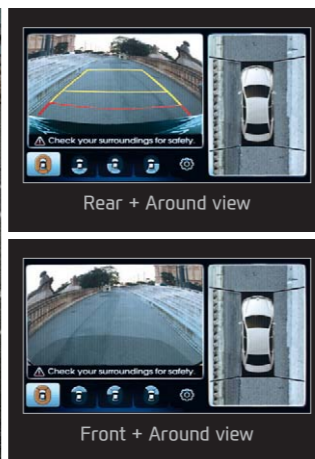 Check your surroundings for safety.
Rear + Around view
Check your surroundings for safety.
Front + Around view